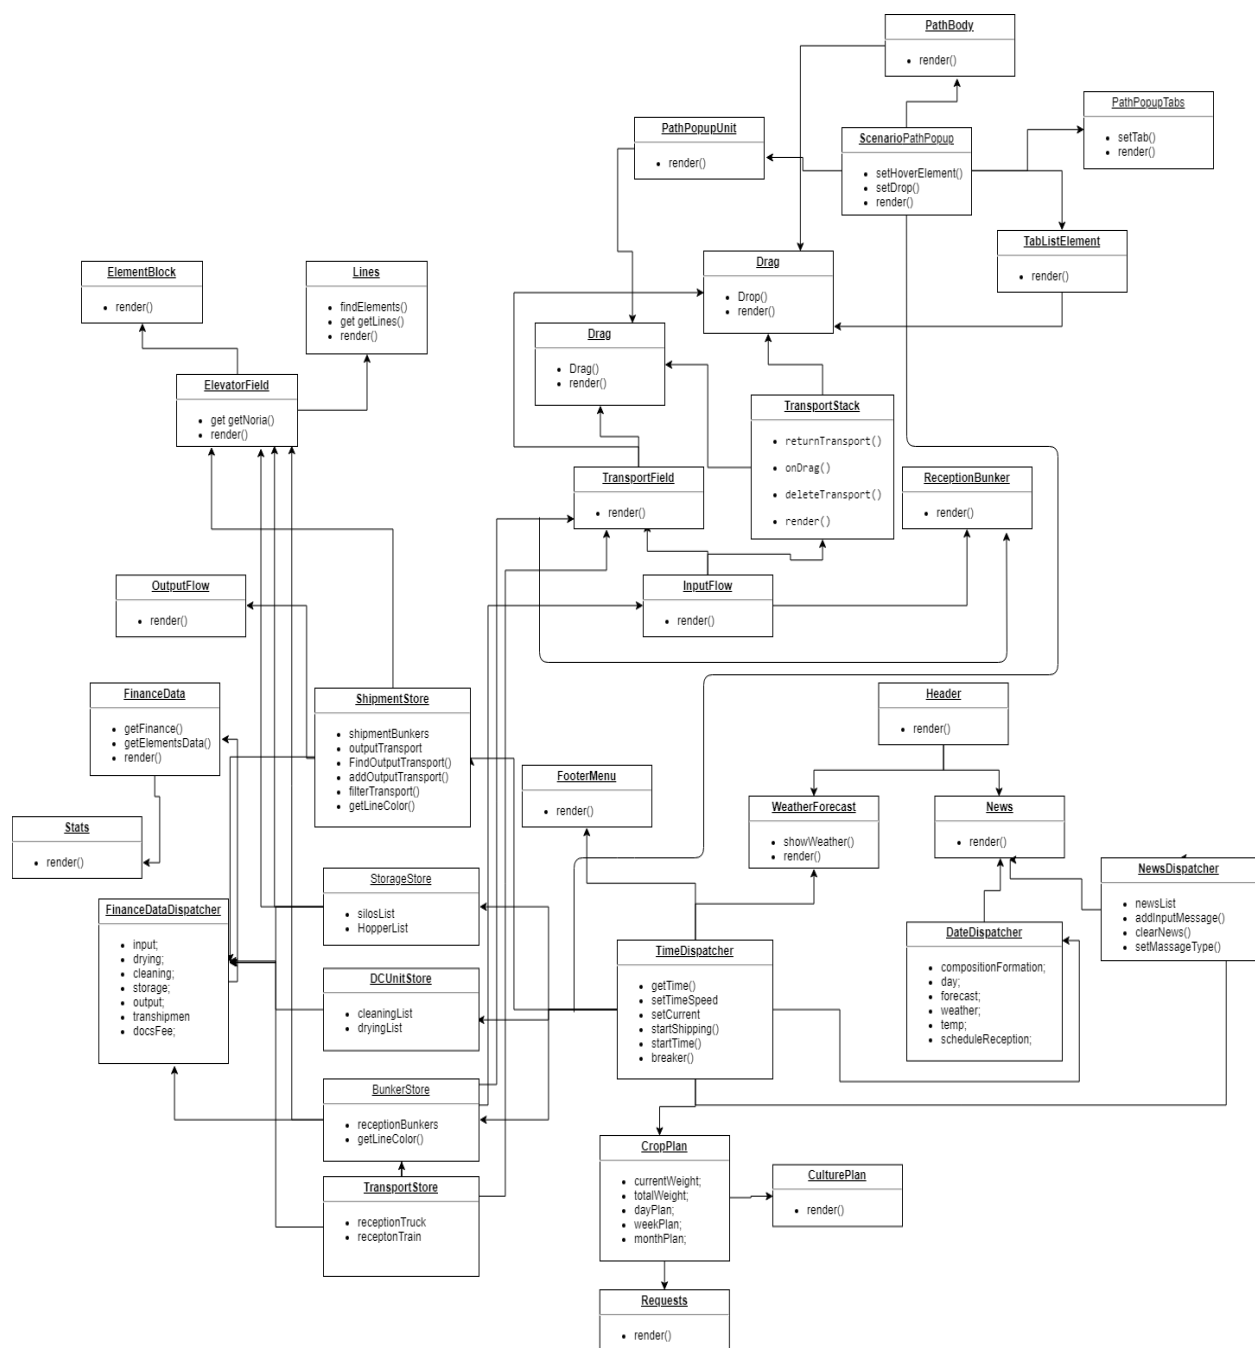 PathBody
render()
PathPopupTabs
setTab()
render()
PathPopupUnit
render()
ScenarioPathPopup
setHoverElement()
setDrop()
render()
TabListElement
render()
ElementBlock
render()
Lines
findElements()
get getLines()
render()
Drag
Drop()
render()
Drag
Drag()
render()
ElevatorField
get getNoria()
render()
TransportStack
returnTransport()
onDrag()
deleteTransport()
render()
TransportField
render()
ReceptionBunker
render()
OutputFlow
render()
InputFlow
render()
FinanceData
getFinance()
getElementsData()
render()
ShipmentStore
shipmentBunkers
outputTransport
FindOutputTransport()
addOutputTransport()
filterTransport()
getLineColor()
Header
render()
FooterMenu
render()
WeatherForecast
showWeather()
render()
News
render()
Stats
render()
NewsDispatcher
newsList
addInputMessage()
clearNews()
setMassageType()
StorageStore
silosList
HopperList
FinanceDataDispatcher
input;
drying;
cleaning;
storage;
output;
transhipmen
docsFee;
DateDispatcher
compositionFormation;
day;
forecast;
weather;
temp;
scheduleReception;
TimeDispatcher
getTime()
setTimeSpeed
setCurrent
startShipping()
startTime()
breaker()
DCUnitStore
cleaningList
dryingList
BunkerStore
receptionBunkers
getLineColor()
CropPlan
currentWeight;
totalWeight;
dayPlan;
weekPlan;
monthPlan;
CulturePlan
render()
TransportStore
receptionTruck
receptonTrain
Requests
render()